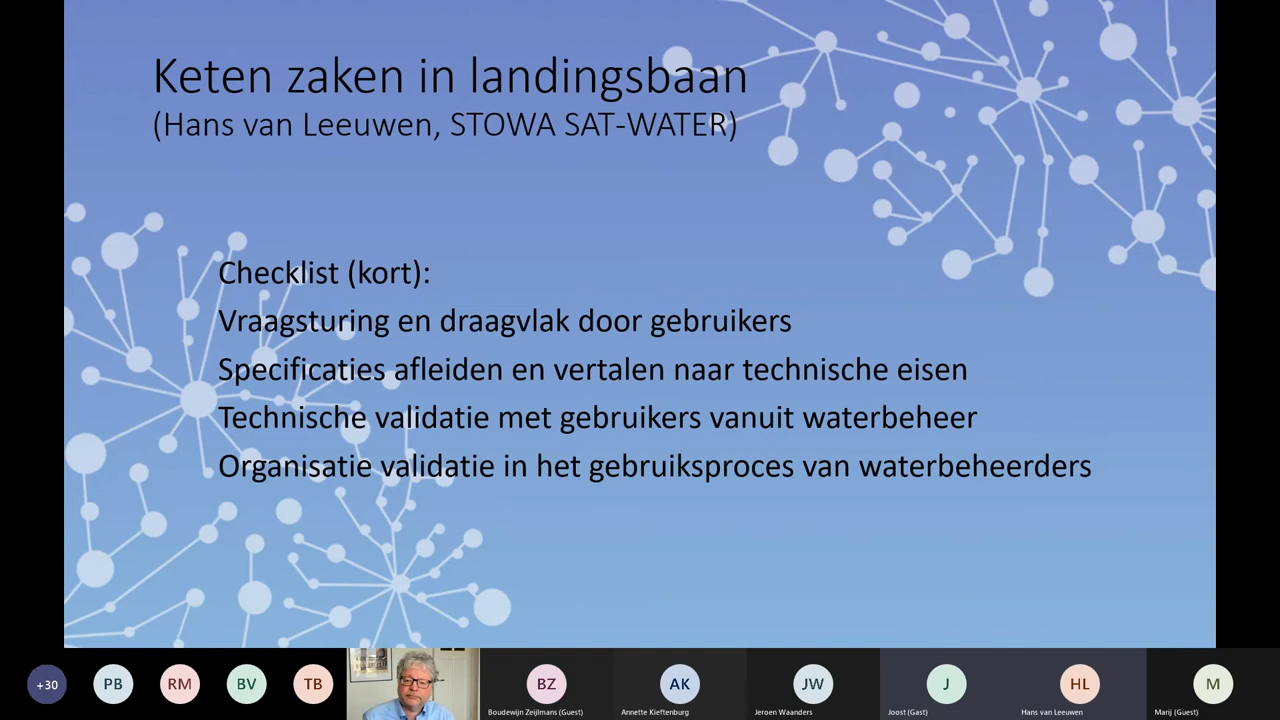 Keten zaken in landingsbaan
(Hans van Leeuwen, STOWA SAT-WATER)
Checklist (kort):
Vraagsturing en draagvlak door gebruikers
Specificaties afleiden en vertalen naar technische eisen
Technische validatie met gebruikers vanuit waterbeheer
Organisatie validatie in het gebruiksproces van waterbeheerders
+30
PB
RM
BV
TB
BZ
AK
JW
J
HL
M
Boudewijn Zeijlmans (Guest)
Annette Kieftenburg
Jeroen Waanders
Joost (Gast)
Hans van Leeuwen
Marij (Guest)